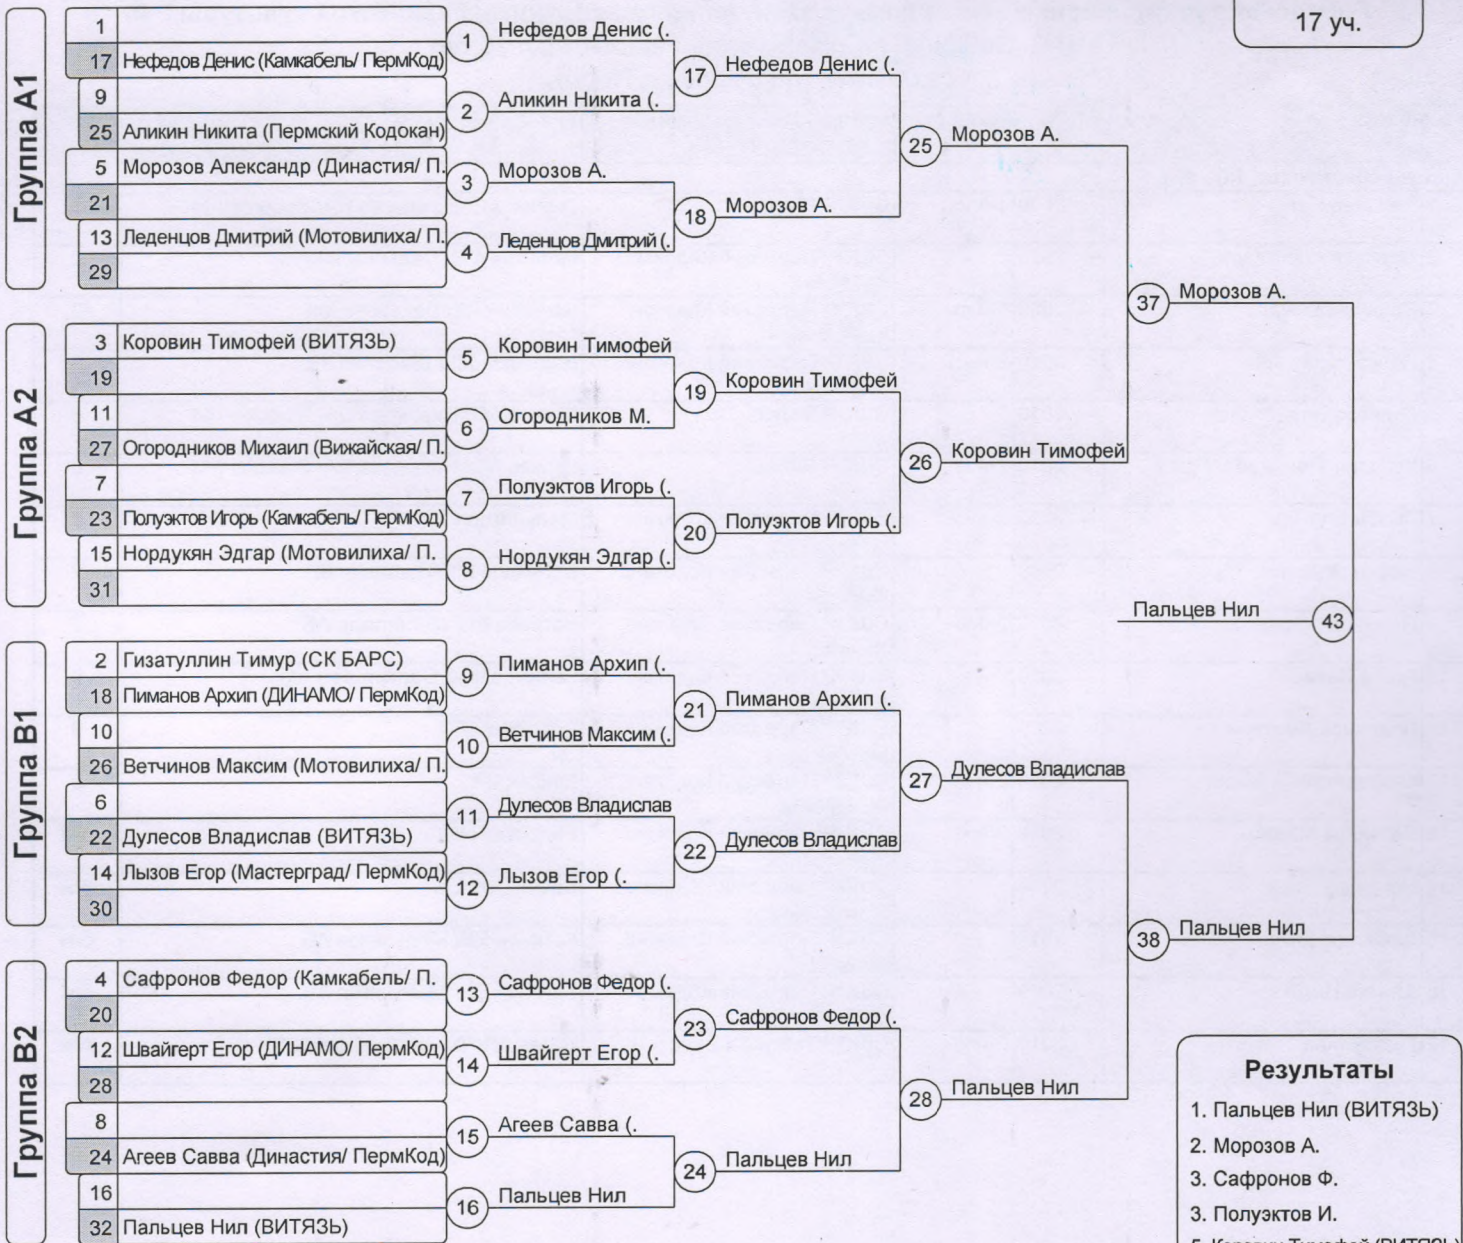 17 уч.
Группа А1
1
17 Нефедов Денис (Камкабель/ ПермКод)
9
25 Аликин Никита (Пермский Кодокан)
5 Морозов Александр (Династия/ П.
21
13 Леденцов Дмитрий (Мотовилиха/ П.
29
1 Нефедов Денис (.
2 Аликин Никита (.
3 Морозов А.
4 Леденцов Дмитрий (.
17 Нефедов Денис (.
18 Морозов А.
25 Морозов А.
Группа А2
3 Коровин Тимофей (ВИТЯЗЬ)
19
11
27 Огородников Михаил (Вижайская/ П.
7
23 Полуэктов Игорь (Камкабель/ ПермКод)
15 Нордукян Эдгар (Мотовилиха/ П.
31
5 Коровин Тимофей
6 Огородников М.
7 Полуэктов Игорь (.
8 Нордукян Эдгар (.
19 Коровин Тимофей
20 Полуэктов Игорь (.
26 Коровин Тимофей
37 Морозов А.
Группа В1
2 Гизатуллин Тимур (СК БАРС)
18 Пиманов Архип (ДИНАМО/ ПермКод)
10
26 Ветчинов Максим (Мотовилиха/ П.
6
22 Дулесов Владислав (ВИТЯЗЬ)
14 Лызов Егор (Мастерград/ ПермКод)
30
9 Пиманов Архип (.
10 Ветчинов Максим (.
11 Дулесов Владислав
12 Лызов Егор (.
21 Пиманов Архип (.
22 Дулесов Владислав
27 Дулесов Владислав
Группа В2
4 Сафронов Федор (Камкабель/ П.
20
12 Швайгерт Егор (ДИНАМО/ ПермКод)
28
8
24 Агеев Савва (Династия/ ПермКод)
16
32 Пальцев Нил (ВИТЯЗЬ)
13 Сафронов Федор (.
14 Швайгерт Егор (.
15 Агеев Савва (.
16 Пальцев Нил
23 Сафронов Федор (.
24 Пальцев Нил
28 Пальцев Нил
38 Пальцев Нил
Пальцев Нил 43
Результаты
1. Пальцев Нил (ВИТЯЗЬ)
2. Морозов А.
3. Сафронов Ф.
3. Полуэктов И.
5. Коровин Тимофей (ВИТЯЗЬ)